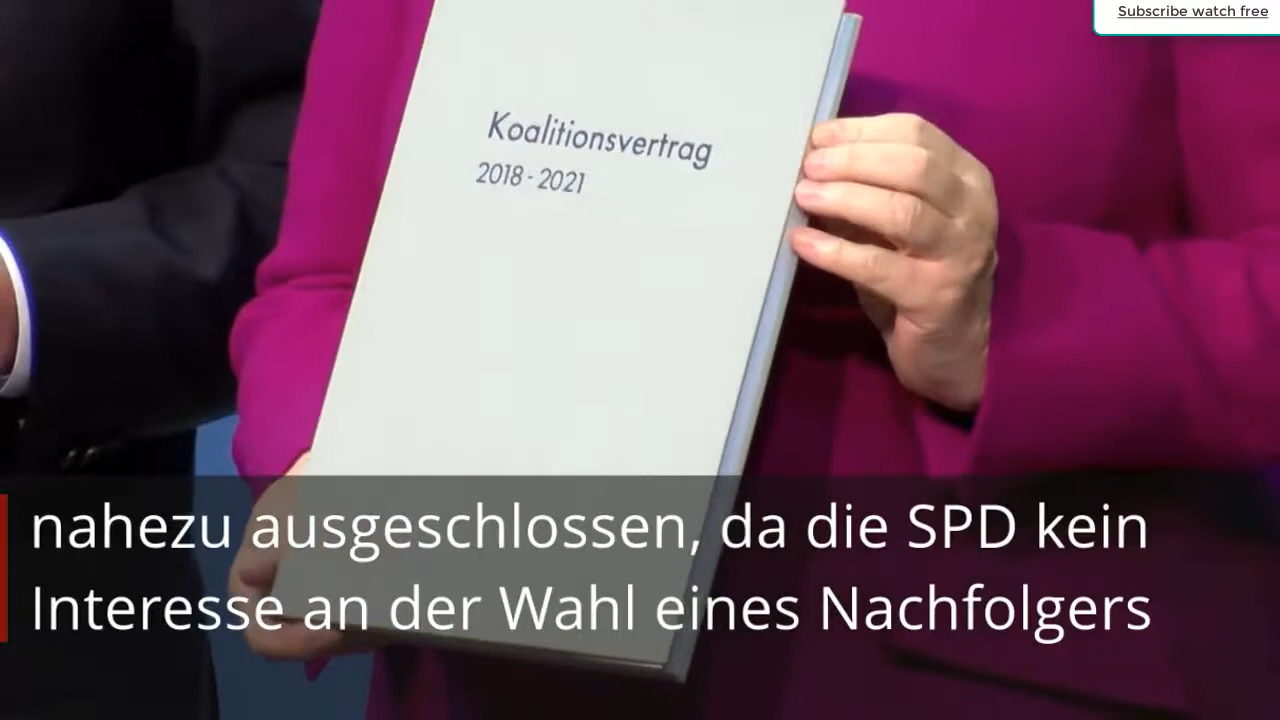 Subscribe watch free
Koalitionsvertrag
2018 - 2021
nahezu ausgeschlossen, da die SPD kein
Interesse an der Wahl eines Nachfolgers